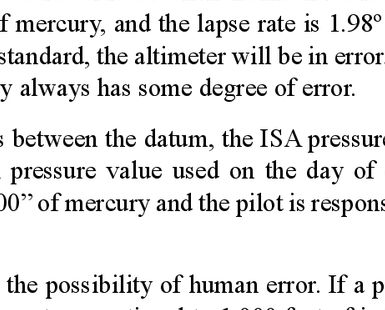 f mercury, and the lapse rate is 1.98º
standard, the altimeter will be in error.
y always has some degree of error.
s between the datum, the ISA pressure
pressure value used on the day of
00” of mercury and the pilot is respons
the possibility of human error. If a p